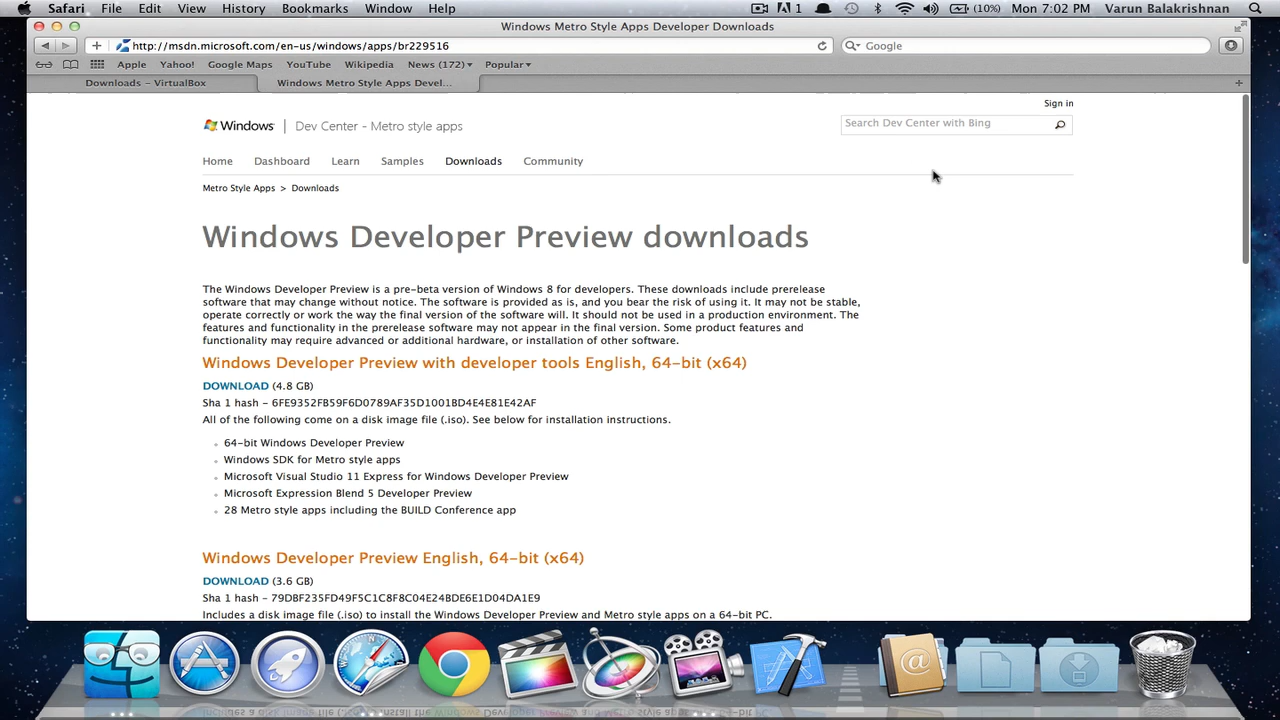 Safari File Edit View History Bookmarks Window Help 1 (10%) Mon 7:02 PM Varun Balakrishnan
Windows Metro Style Apps Developer Downloads
http://msdn.microsoft.com/en-us/windows/apps/br229516 Google
Apple Yahoo! Google Maps YouTube Wikipedia News (172) Popular
Downloads – VirtualBox Windows Metro Style Apps Devel...
Sign in
Windows Dev Center - Metro style apps Search Dev Center with Bing
Home Dashboard Learn Samples Downloads Community
Metro Style Apps > Downloads
Windows Developer Preview downloads
The Windows Developer Preview is a pre-beta version of Windows 8 for developers. These downloads include prerelease
software that may change without notice. The software is provided as is, and you bear the risk of using it. It may not be stable,
operate correctly or work the way the final version of the software will. It should not be used in a production environment. The
features and functionality in the prerelease software may not appear in the final version. Some product features and
functionality may require advanced or additional hardware, or installation of other software.
Windows Developer Preview with developer tools English, 64-bit (x64)
DOWNLOAD (4.8 GB)
Sha 1 hash – 6FE9352FB59F6D0789AF35D1001BD4E4E81E42AF
All of the following come on a disk image file (.iso). See below for installation instructions.
64-bit Windows Developer Preview
Windows SDK for Metro style apps
Microsoft Visual Studio 11 Express for Windows Developer Preview
Microsoft Expression Blend 5 Developer Preview
28 Metro style apps including the BUILD Conference app
Windows Developer Preview English, 64-bit (x64)
DOWNLOAD (3.6 GB)
Sha 1 hash – 79DBF235FD49F5C1C8F8C04E24BDE6E1D04DA1E9
Includes a disk image file (.iso) to install the Windows Developer Preview and Metro style apps on a 64-bit PC.